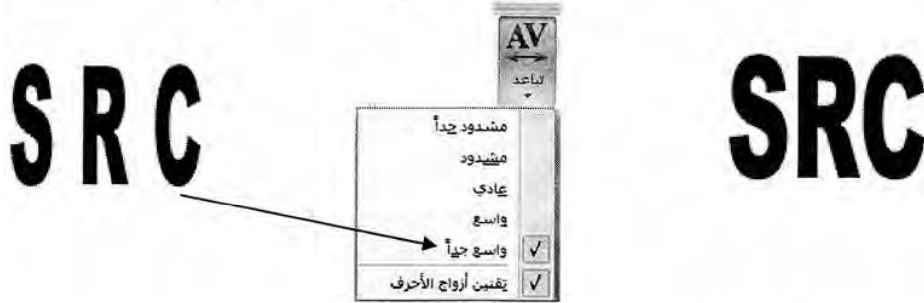 AV
تباعد
S R C
SRC
مشدود جداً
مشدود
عادي
واسع
واسع جداً
تقنين أزواج الأحرف